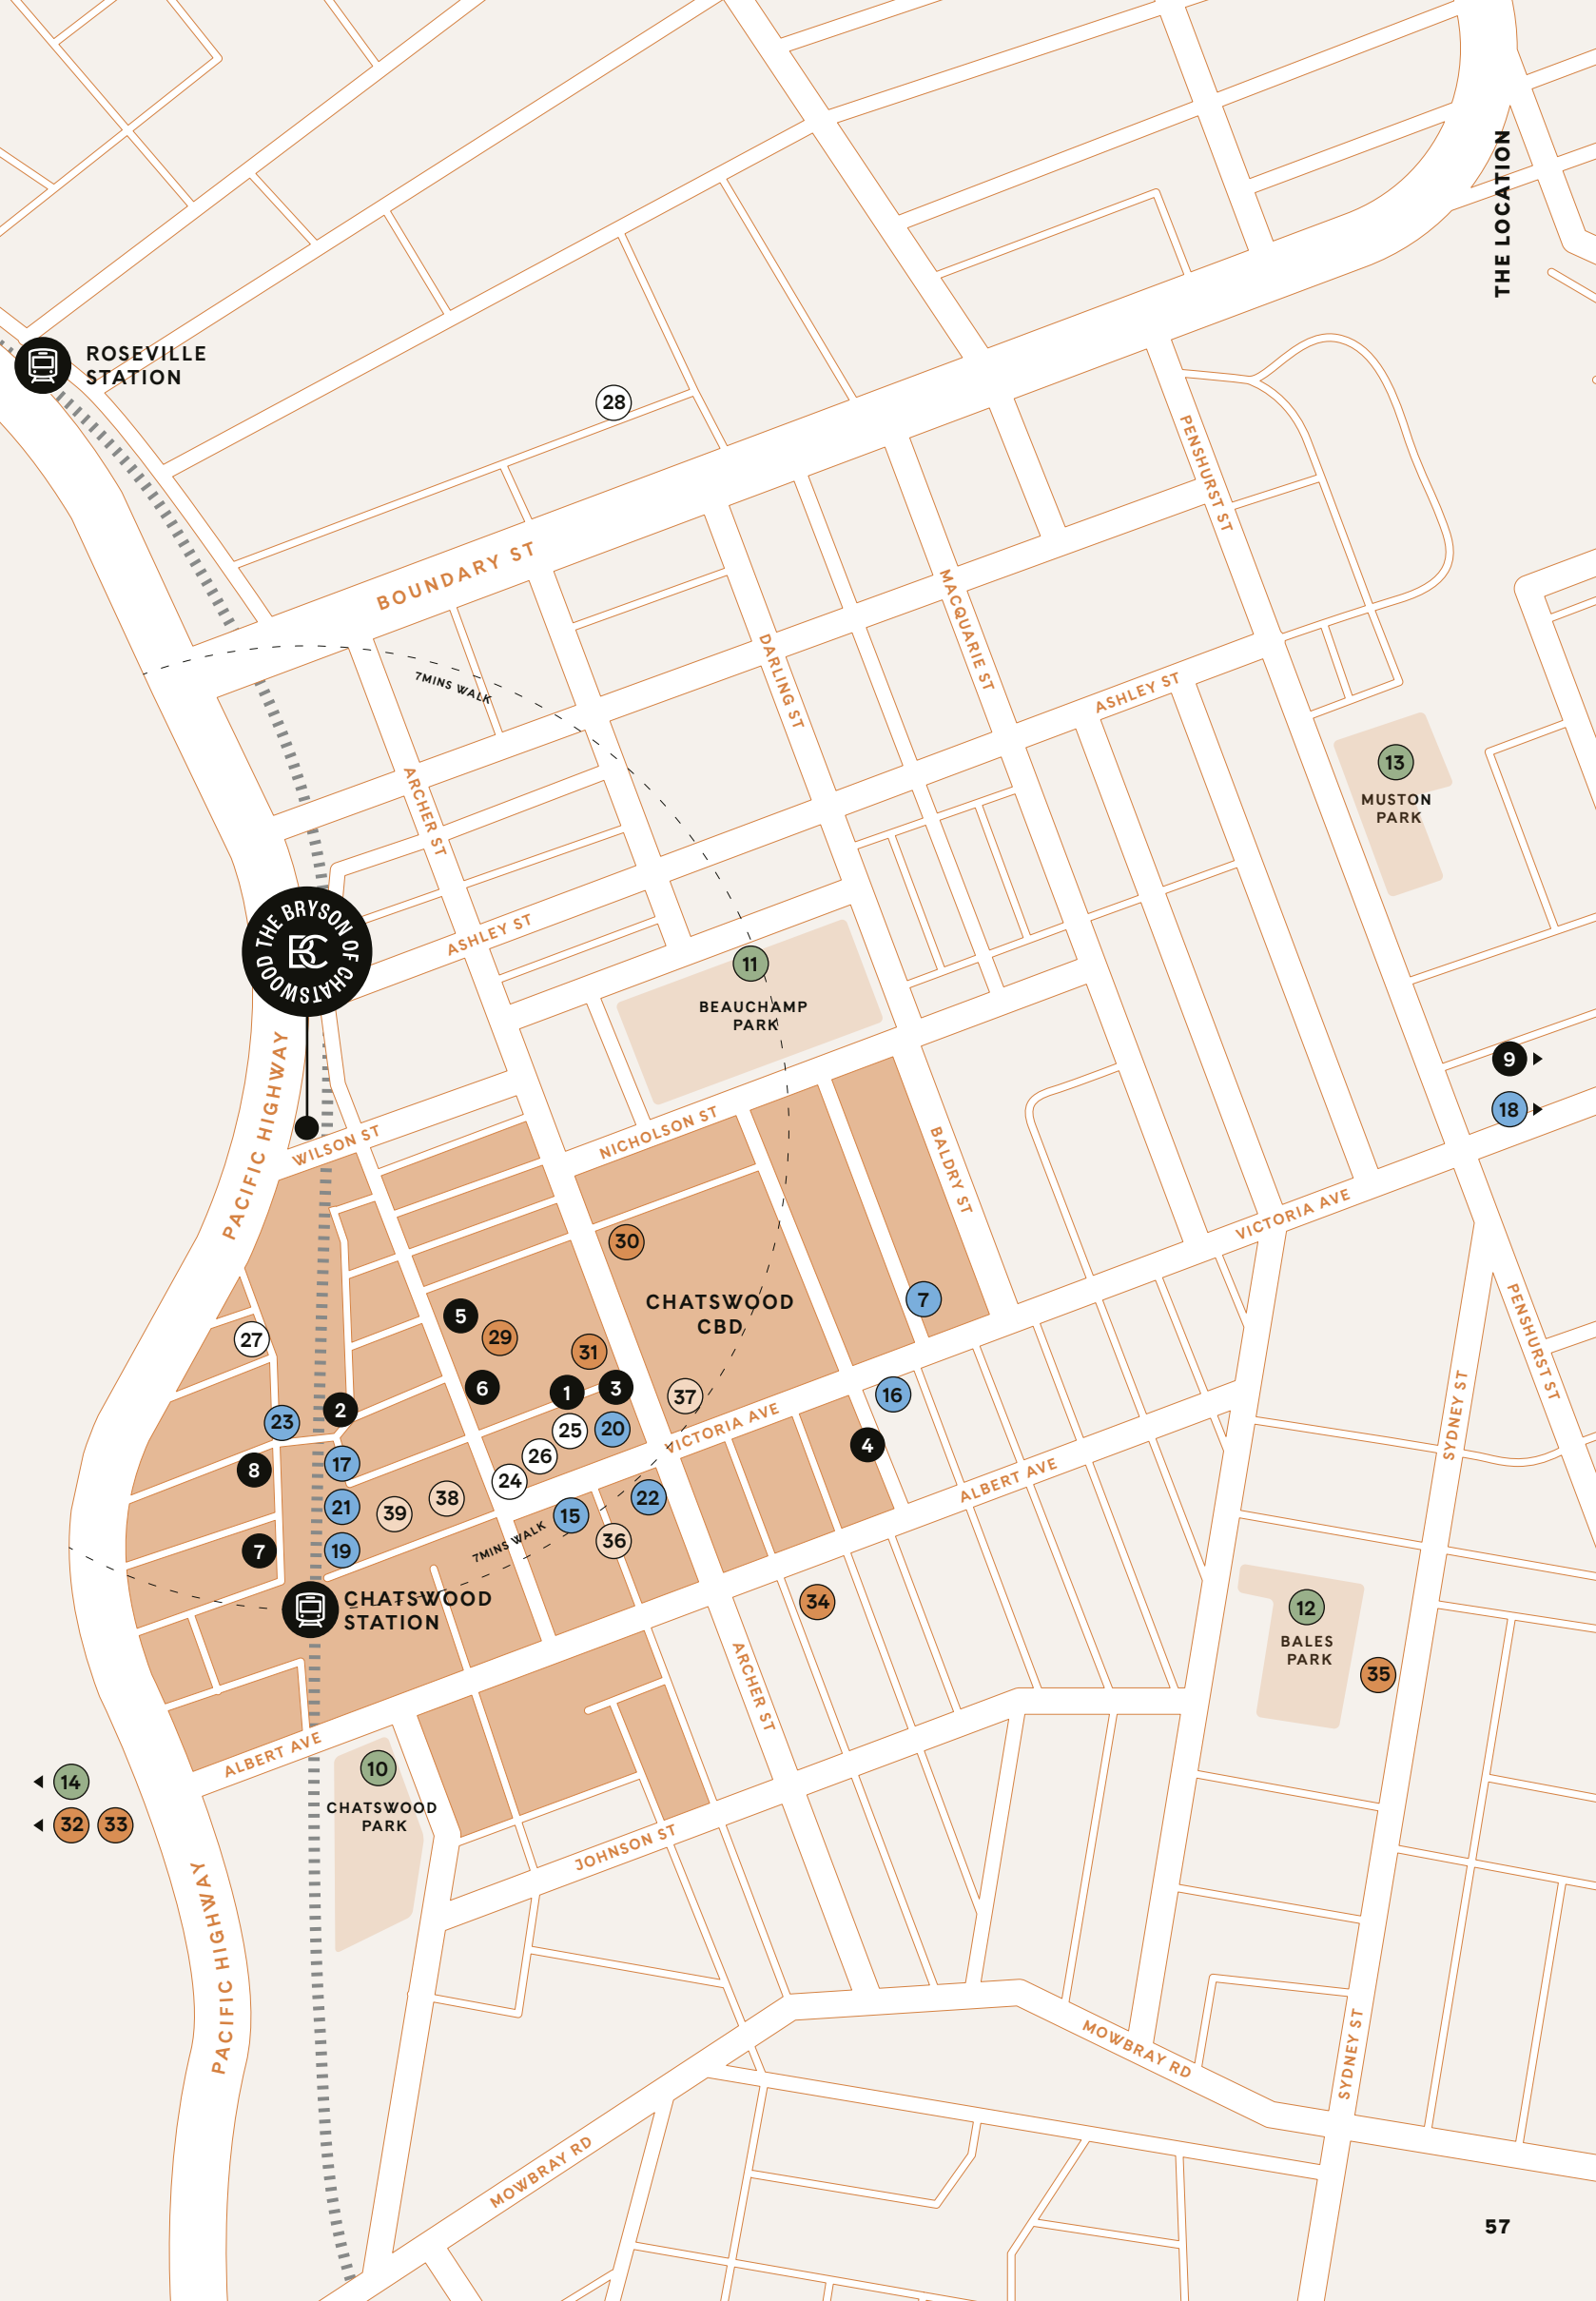 THE LOCATION
ROSEVILLE
STATION
28
PENSHURST ST
BOUNDARY ST
MACQUARIE ST
DARLING ST
7MINS WALK
ASHLEY ST
13
MUSTON
PARK
ARCHER ST
THE BRYSON OF CHATSWOOD
BC
ASHLEY ST
11
BEAUCHAMP
PARK
9
18
PACIFIC HIGHWAY
WILSON ST
NICHOLSON ST
BALDRY ST
VICTORIA AVE
30
CHATSWOOD
CBD
7
5
29
31
27
6
1
3
37
16
PENSHURST ST
2
23
25
20
VICTORIA AVE
4
SYDNEY ST
8
17
26
24
ALBERT AVE
21
39
38
15
22
7
19
7MINS WALK
36
CHATSWOOD
STATION
34
12
BALES
PARK
35
ARCHER ST
ALBERT AVE
10
CHATSWOOD
PARK
14
32
33
JOHNSON ST
PACIFIC HIGHWAY
MOWBRAY RD
SYDNEY ST
MOWBRAY RD
57